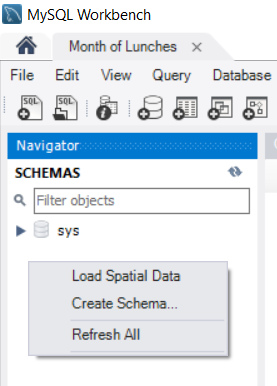 MySQL Workbench
Month of Lunches
File Edit View Query Database
SQL SQL
Navigator
SCHEMAS
Filter objects
sys
Load Spatial Data
Create Schema...
Refresh All